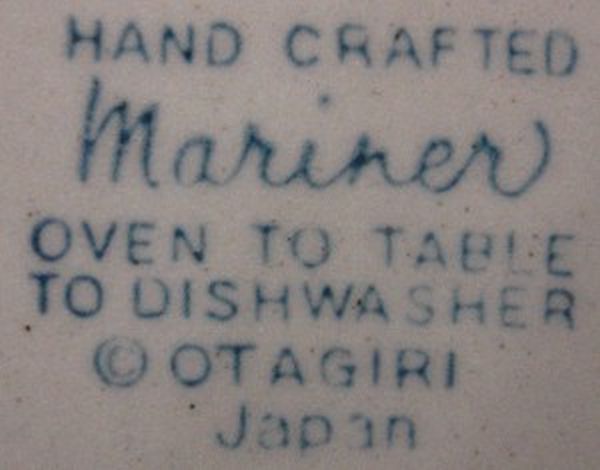 HAND CRAFTED
Mariner
OVEN TO TABLE
TO DISHWASHER
© OTAGIRI
Japan